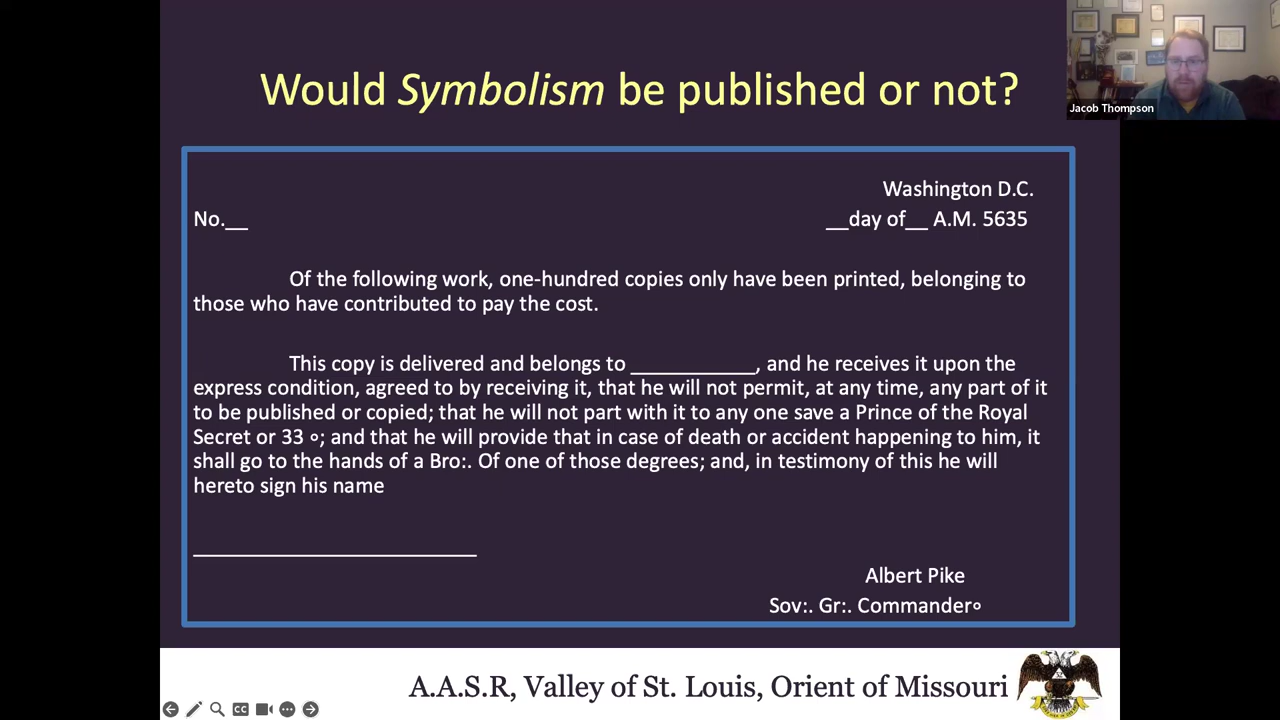 Would Symbolism be published or not?
Jacob Thompson
Washington D.C.
No.__ __day of__ A.M. 5635
Of the following work, one-hundred copies only have been printed, belonging to
those who have contributed to pay the cost.
This copy is delivered and belongs to ____________, and he receives it upon the
express condition, agreed to by receiving it, that he will not permit, at any time, any part of it
to be published or copied; that he will not part with it to any one save a Prince of the Royal
Secret or 33 ∘; and that he will provide that in case of death or accident happening to him, it
shall go to the hands of a Bro:. Of one of those degrees; and, in testimony of this he will
hereto sign his name
___________________________
Albert Pike
Sov:. Gr:. Commander∘
A.A.S.R, Valley of St. Louis, Orient of Missouri
CC